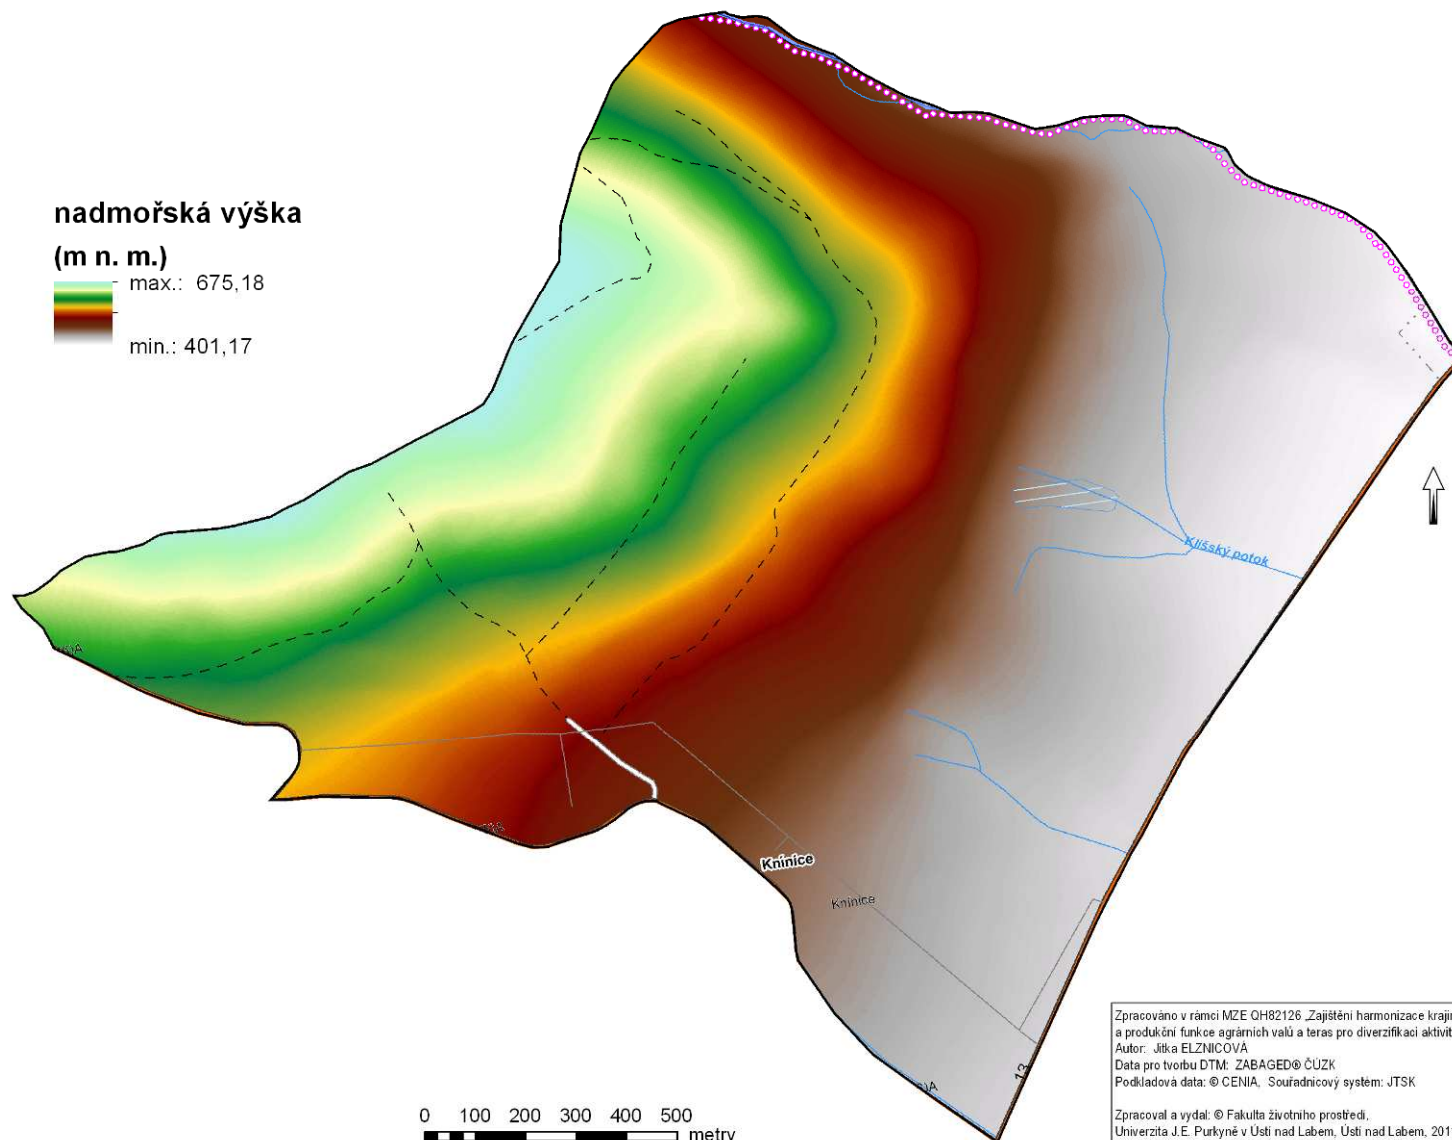 nadmořská výška
(m n. m.)
max.: 675,18
min.: 401,17
Klíšský potok
Knínice
Knínice
13
0 100 200 300 400 500
metry
Zpracováno v rámci MZE QH82126 „Zajištění harmonizace
a produkční funkce agrárních valů a teras pro diverzifikaci
Autor: Jitka ELZNICOVÁ
Data pro tvorbu DTM: ZABAGED® ČÚZK
Podkladová data: © CENIA, Souřadnicový systém: JTSK
Zpracoval a vydal: © Fakulta životního prostředí,
Univerzita J.E. Purkyně v Ústí nad Labem, Ústí nad Labem,